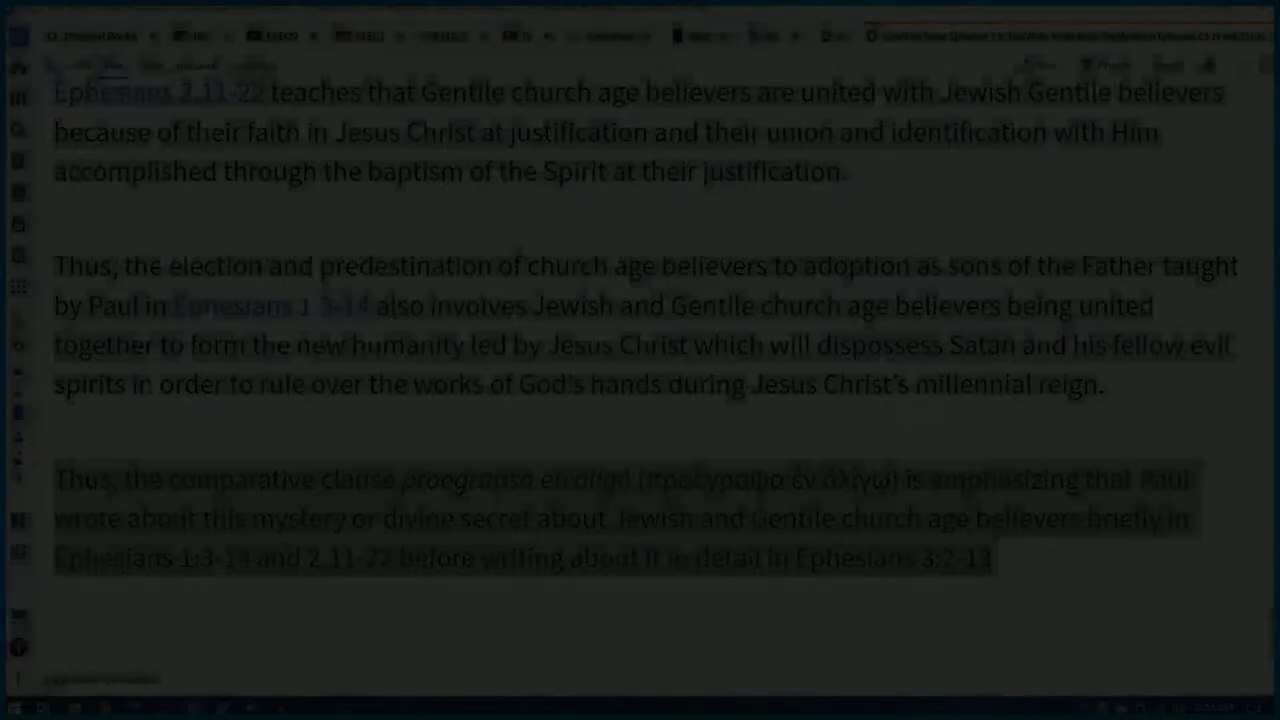 Ephesians 2.11-22 teaches that Gentile church age believers are united with Jewish Gentile believers
because of their faith in Jesus Christ at justification and their union and identification with Him
accomplished through the baptism of the Spirit at their justification.
Thus, the election and predestination of church age believers to adoption as sons of the Father taught
by Paul in Ephesians 1.3-14 also involves Jewish and Gentile church age believers being united
together to form the new humanity led by Jesus Christ which will dispossess Satan and his fellow evil
spirits in order to rule over the works of God's hands during Jesus Christ's millennial reign.
Thus, the comparative clause proegrapsa en oligō (προέγραψα ἐν ὀλίγῳ) is emphasizing that Paul
wrote about this mystery or divine secret about Jewish and Gentile church age believers briefly in
Ephesians 1:3-14 and 2.11-22 before writing about it in detail in Ephesians 3:2-13